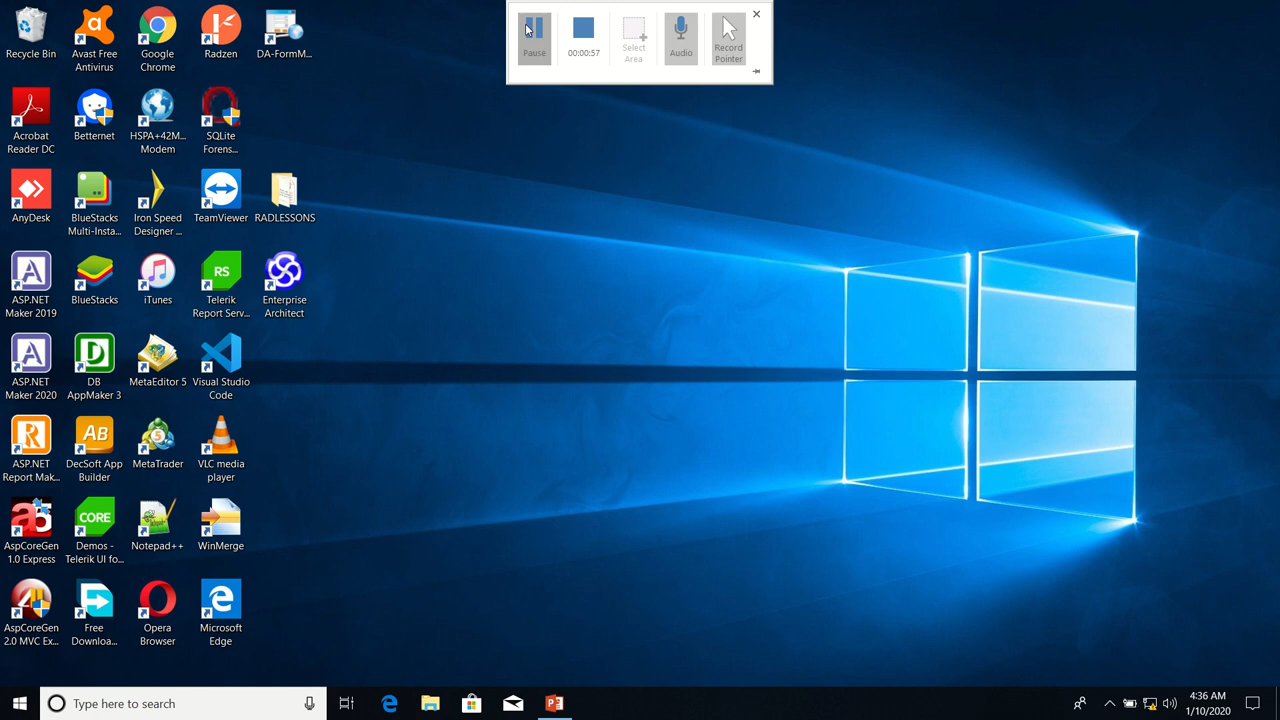 Recycle Bin
Avast Free
Antivirus
Google
Chrome
Radzen
DA-FormM...
Pause
00:00:57
Select
Area
Audio
Record
Pointer
Acrobat
Reader DC
Betternet
HSPA+42M...
Modem
SQLite
Forens...
AnyDesk
BlueStacks
Multi-Insta...
Iron Speed
Designer ...
TeamViewer
RADLESSONS
ASP.NET
Maker 2019
BlueStacks
iTunes
RS
Telerik
Report Serv...
Enterprise
Architect
ASP.NET
Maker 2020
DB
AppMaker 3
MetaEditor 5
Visual Studio
Code
ASP.NET
Report Mak...
AB
DecSoft App
Builder
5
MetaTrader
VLC media
player
AspCoreGen
1.0 Express
CORE
Demos -
Telerik UI fo...
Notepad++
WinMerge
AspCoreGen
2.0 MVC Ex...
Free
Downloa...
Opera
Browser
Microsoft
Edge
Type here to search
4:36 AM
1/10/2020